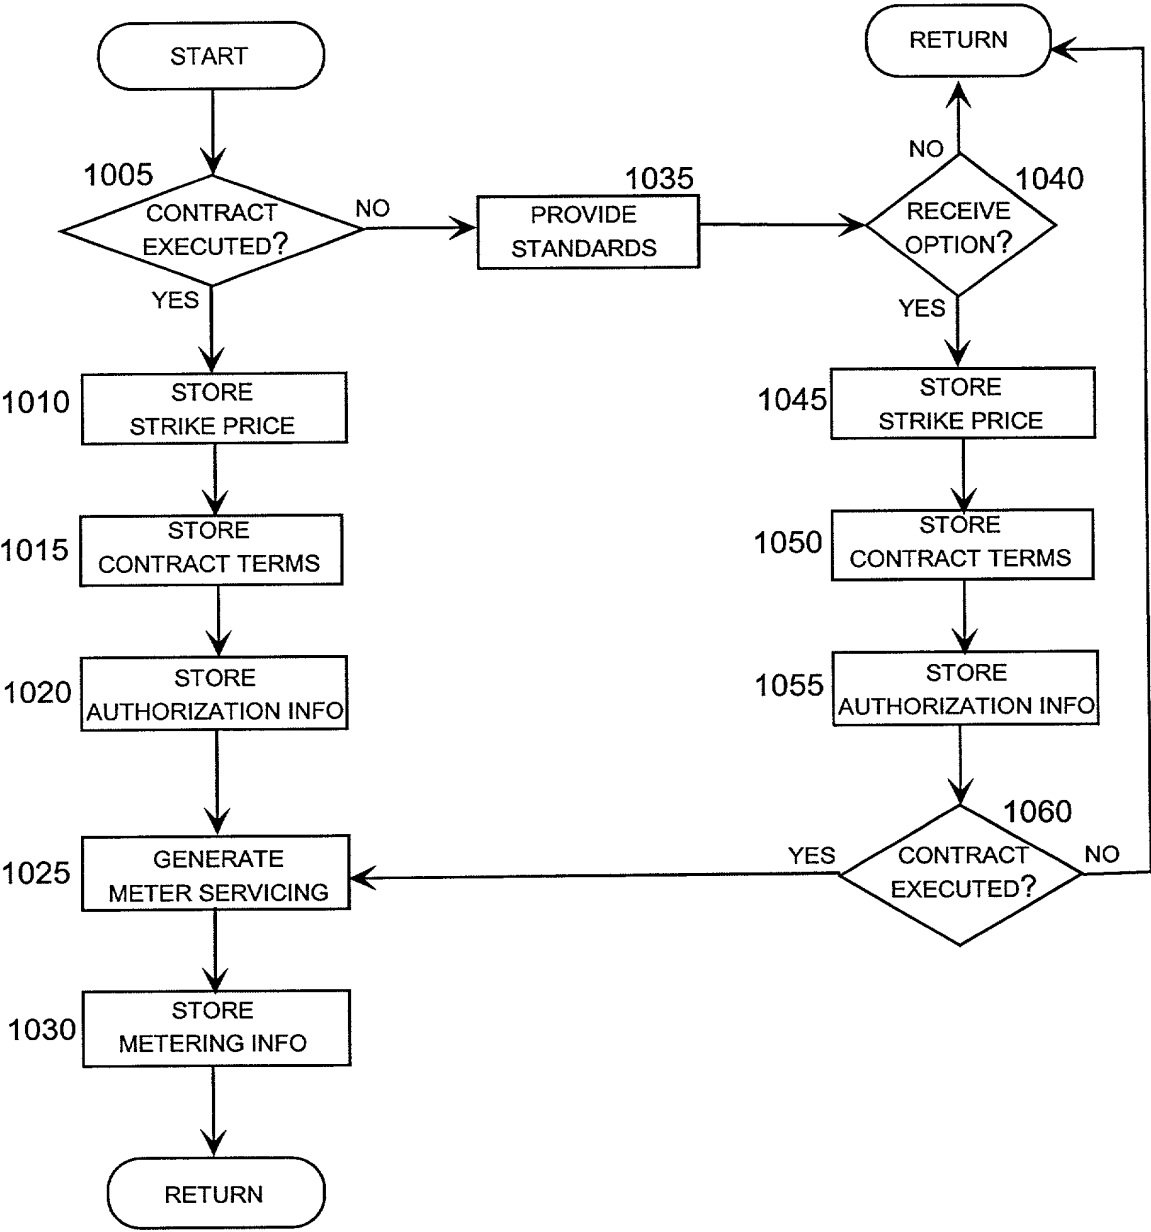 START
RETURN
1005
CONTRACT
EXECUTED?
NO
YES
1035
PROVIDE
STANDARDS
NO
1040
RECEIVE
OPTION?
YES
1010
STORE
STRIKE PRICE
1045
STORE
STRIKE PRICE
1015
STORE
CONTRACT TERMS
1050
STORE
CONTRACT TERMS
1020
STORE
AUTHORIZATION INFO
1055
STORE
AUTHORIZATION INFO
1025
GENERATE
METER SERVICING
YES
1060
CONTRACT
EXECUTED?
NO
1030
STORE
METERING INFO
RETURN